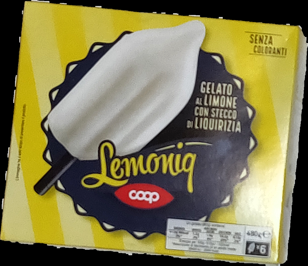 SENZA
COLORANTI
GELATO
AL LIMONE
CON STECCO
DI LIQUIRIZIA
Lemoniq
coop
480g e
6